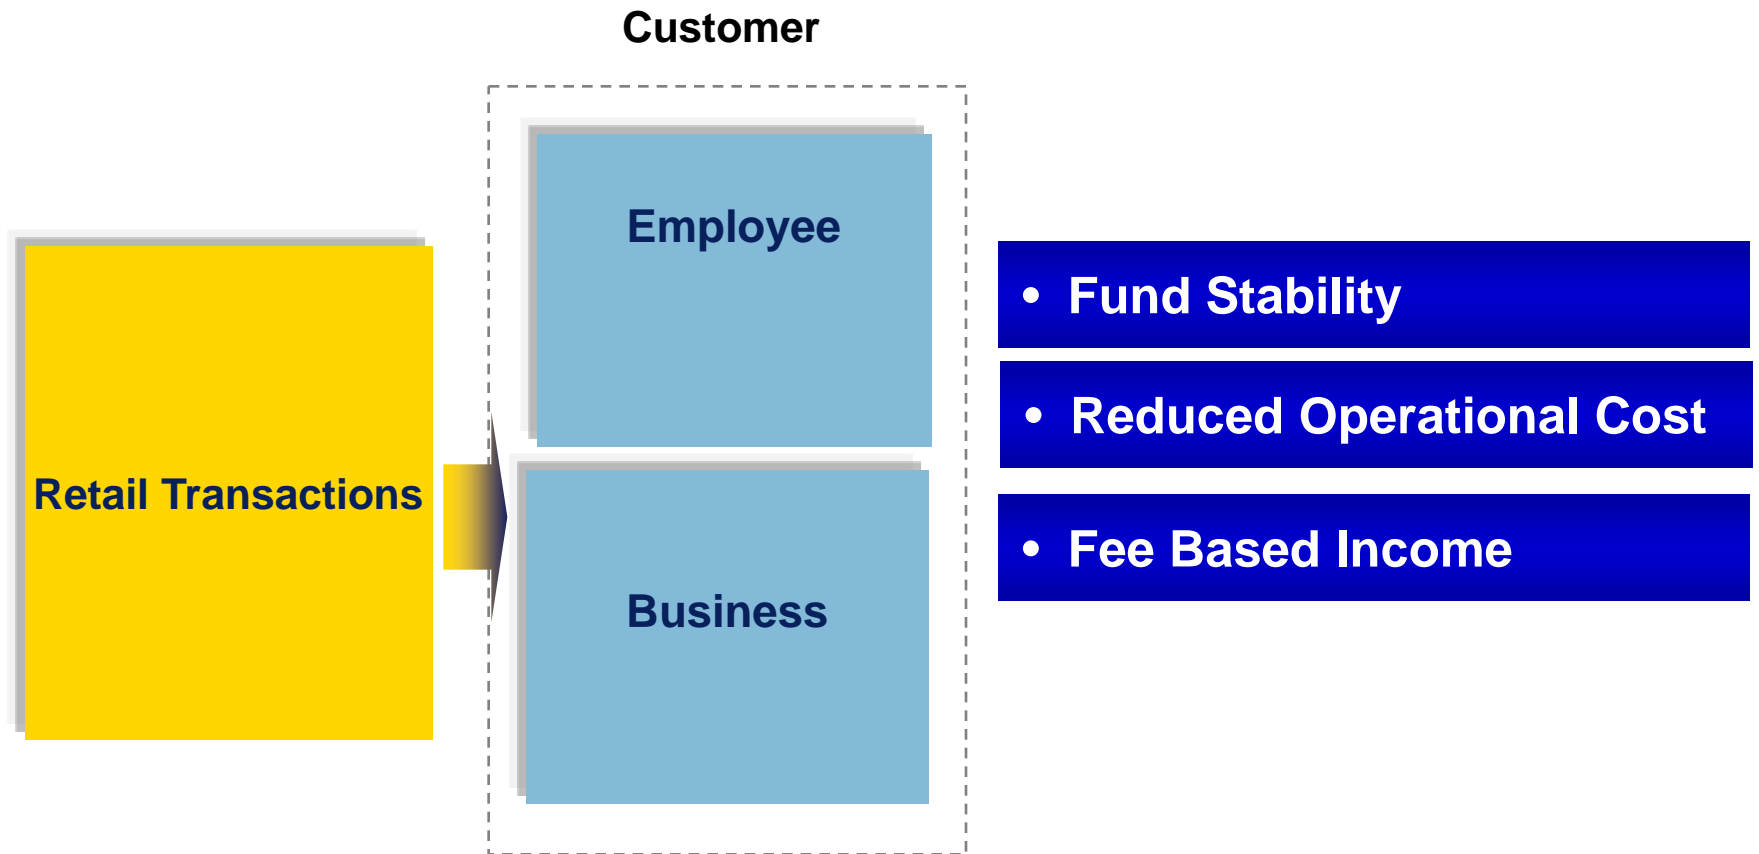 Customer
Employee
Retail Transactions
Business
• Fund Stability
• Reduced Operational Cost
• Fee Based Income